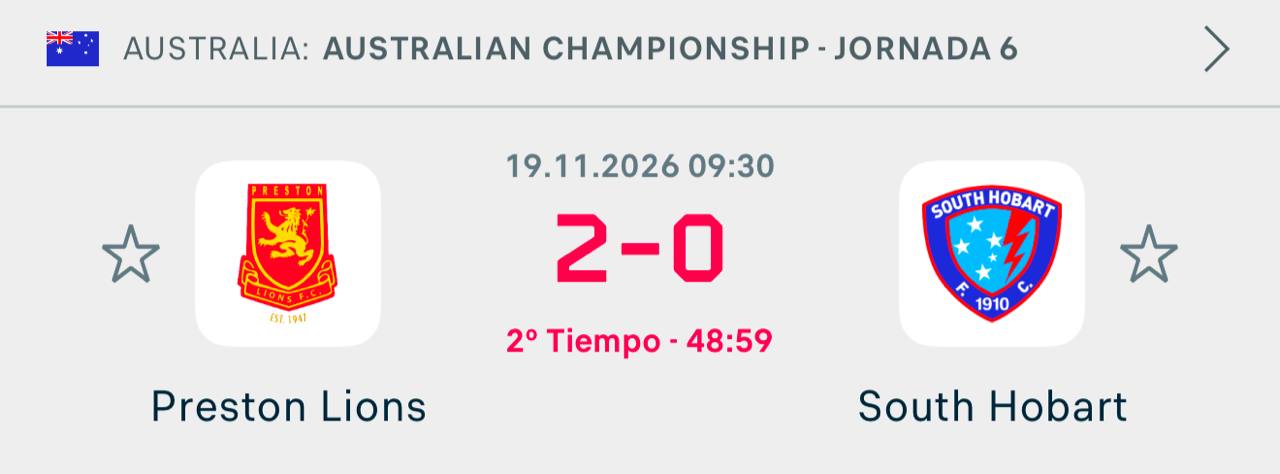 AUSTRALIA: AUSTRALIAN CHAMPIONSHIP - JORNADA 6
19.11.2026 09:30
PRESTON
LIONS F.C.
EST. 1947
2-0
SOUTH HOBART
F. 1910 C.
2º Tiempo - 48:59
Preston Lions
South Hobart